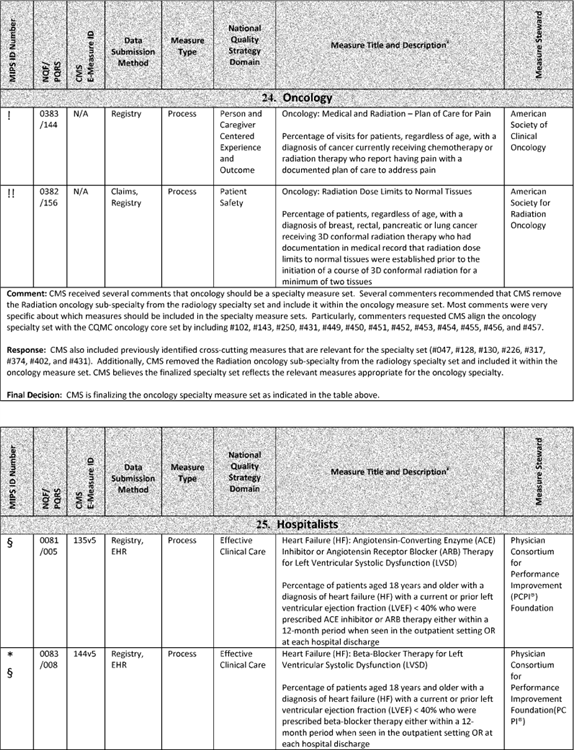 MIPS ID Number
NQF/
PQRS
CMS
E-Measure ID
Data
Submission
Method
Measure
Type
National
Quality
Strategy
Domain
Measure Title and Description¥
Measure Steward
24. Oncology
!
0383
/144
N/A
Registry
Process
Person and
Caregiver
Centered
Experience
and
Outcome
Oncology: Medical and Radiation – Plan of Care for Pain
Percentage of visits for patients, regardless of age, with a
diagnosis of cancer currently receiving chemotherapy or
radiation therapy who report having pain with a
documented plan of care to address pain
American
Society of
Clinical
Oncology
!!
0382
/156
N/A
Claims,
Registry
Process
Patient
Safety
Oncology: Radiation Dose Limits to Normal Tissues
Percentage of patients, regardless of age, with a
diagnosis of breast, rectal, pancreatic or lung cancer
receiving 3D conformal radiation therapy who had
documentation in medical record that radiation dose
limits to normal tissues were established prior to the
initiation of a course of 3D conformal radiation for a
minimum of two tissues
American
Society for
Radiation
Oncology
Comment: CMS received several comments that oncology should be a specialty measure set. Several commenters recommended that CMS remove
the Radiation oncology sub-specialty from the radiology specialty set and include it within the oncology measure set. Most comments were very
specific about which measures should be included in the specialty measure sets. Particularly, commenters requested CMS align the oncology
specialty set with the CQMC oncology core set by including #102, #143, #250, #431, #449, #450, #451, #452, #453, #454, #455, #456, and #457.
Response: CMS also included previously identified cross-cutting measures that are relevant for the specialty set (#047, #128, #130, #226, #317,
#374, #402, and #431). Additionally, CMS removed the Radiation oncology sub-specialty from the radiology specialty set and included it within the
oncology measure set. CMS believes the finalized specialty set reflects the relevant measures appropriate for the oncology specialty.
Final Decision: CMS is finalizing the oncology specialty measure set as indicated in the table above.
MIPS ID Number
NQF/
PQRS
CMS
E-Measure ID
Data
Submission
Method
Measure
Type
National
Quality
Strategy
Domain
Measure Title and Description¥
Measure Steward
25. Hospitalists
§
0081
/005
135v5
Registry,
EHR
Process
Effective
Clinical Care
Heart Failure (HF): Angiotensin-Converting Enzyme (ACE)
Inhibitor or Angiotensin Receptor Blocker (ARB) Therapy
for Left Ventricular Systolic Dysfunction (LVSD)
Percentage of patients aged 18 years and older with a
diagnosis of heart failure (HF) with a current or prior left
ventricular ejection fraction (LVEF) < 40% who were
prescribed ACE inhibitor or ARB therapy either within a
12-month period when seen in the outpatient setting OR
at each hospital discharge
Physician
Consortium
for
Performance
Improvement
(PCPI®)
Foundation
*
§
0083
/008
144v5
Registry,
EHR
Process
Effective
Clinical Care
Heart Failure (HF): Beta-Blocker Therapy for Left
Ventricular Systolic Dysfunction (LVSD)
Percentage of patients aged 18 years and older with a
diagnosis of heart failure (HF) with a current or prior left
ventricular ejection fraction (LVEF) < 40% who were
prescribed beta-blocker therapy either within a 12-
month period when seen in the outpatient setting OR
at each hospital discharge
Physician
Consortium
for
Performance
Improvement
Foundation(PC
PI®)